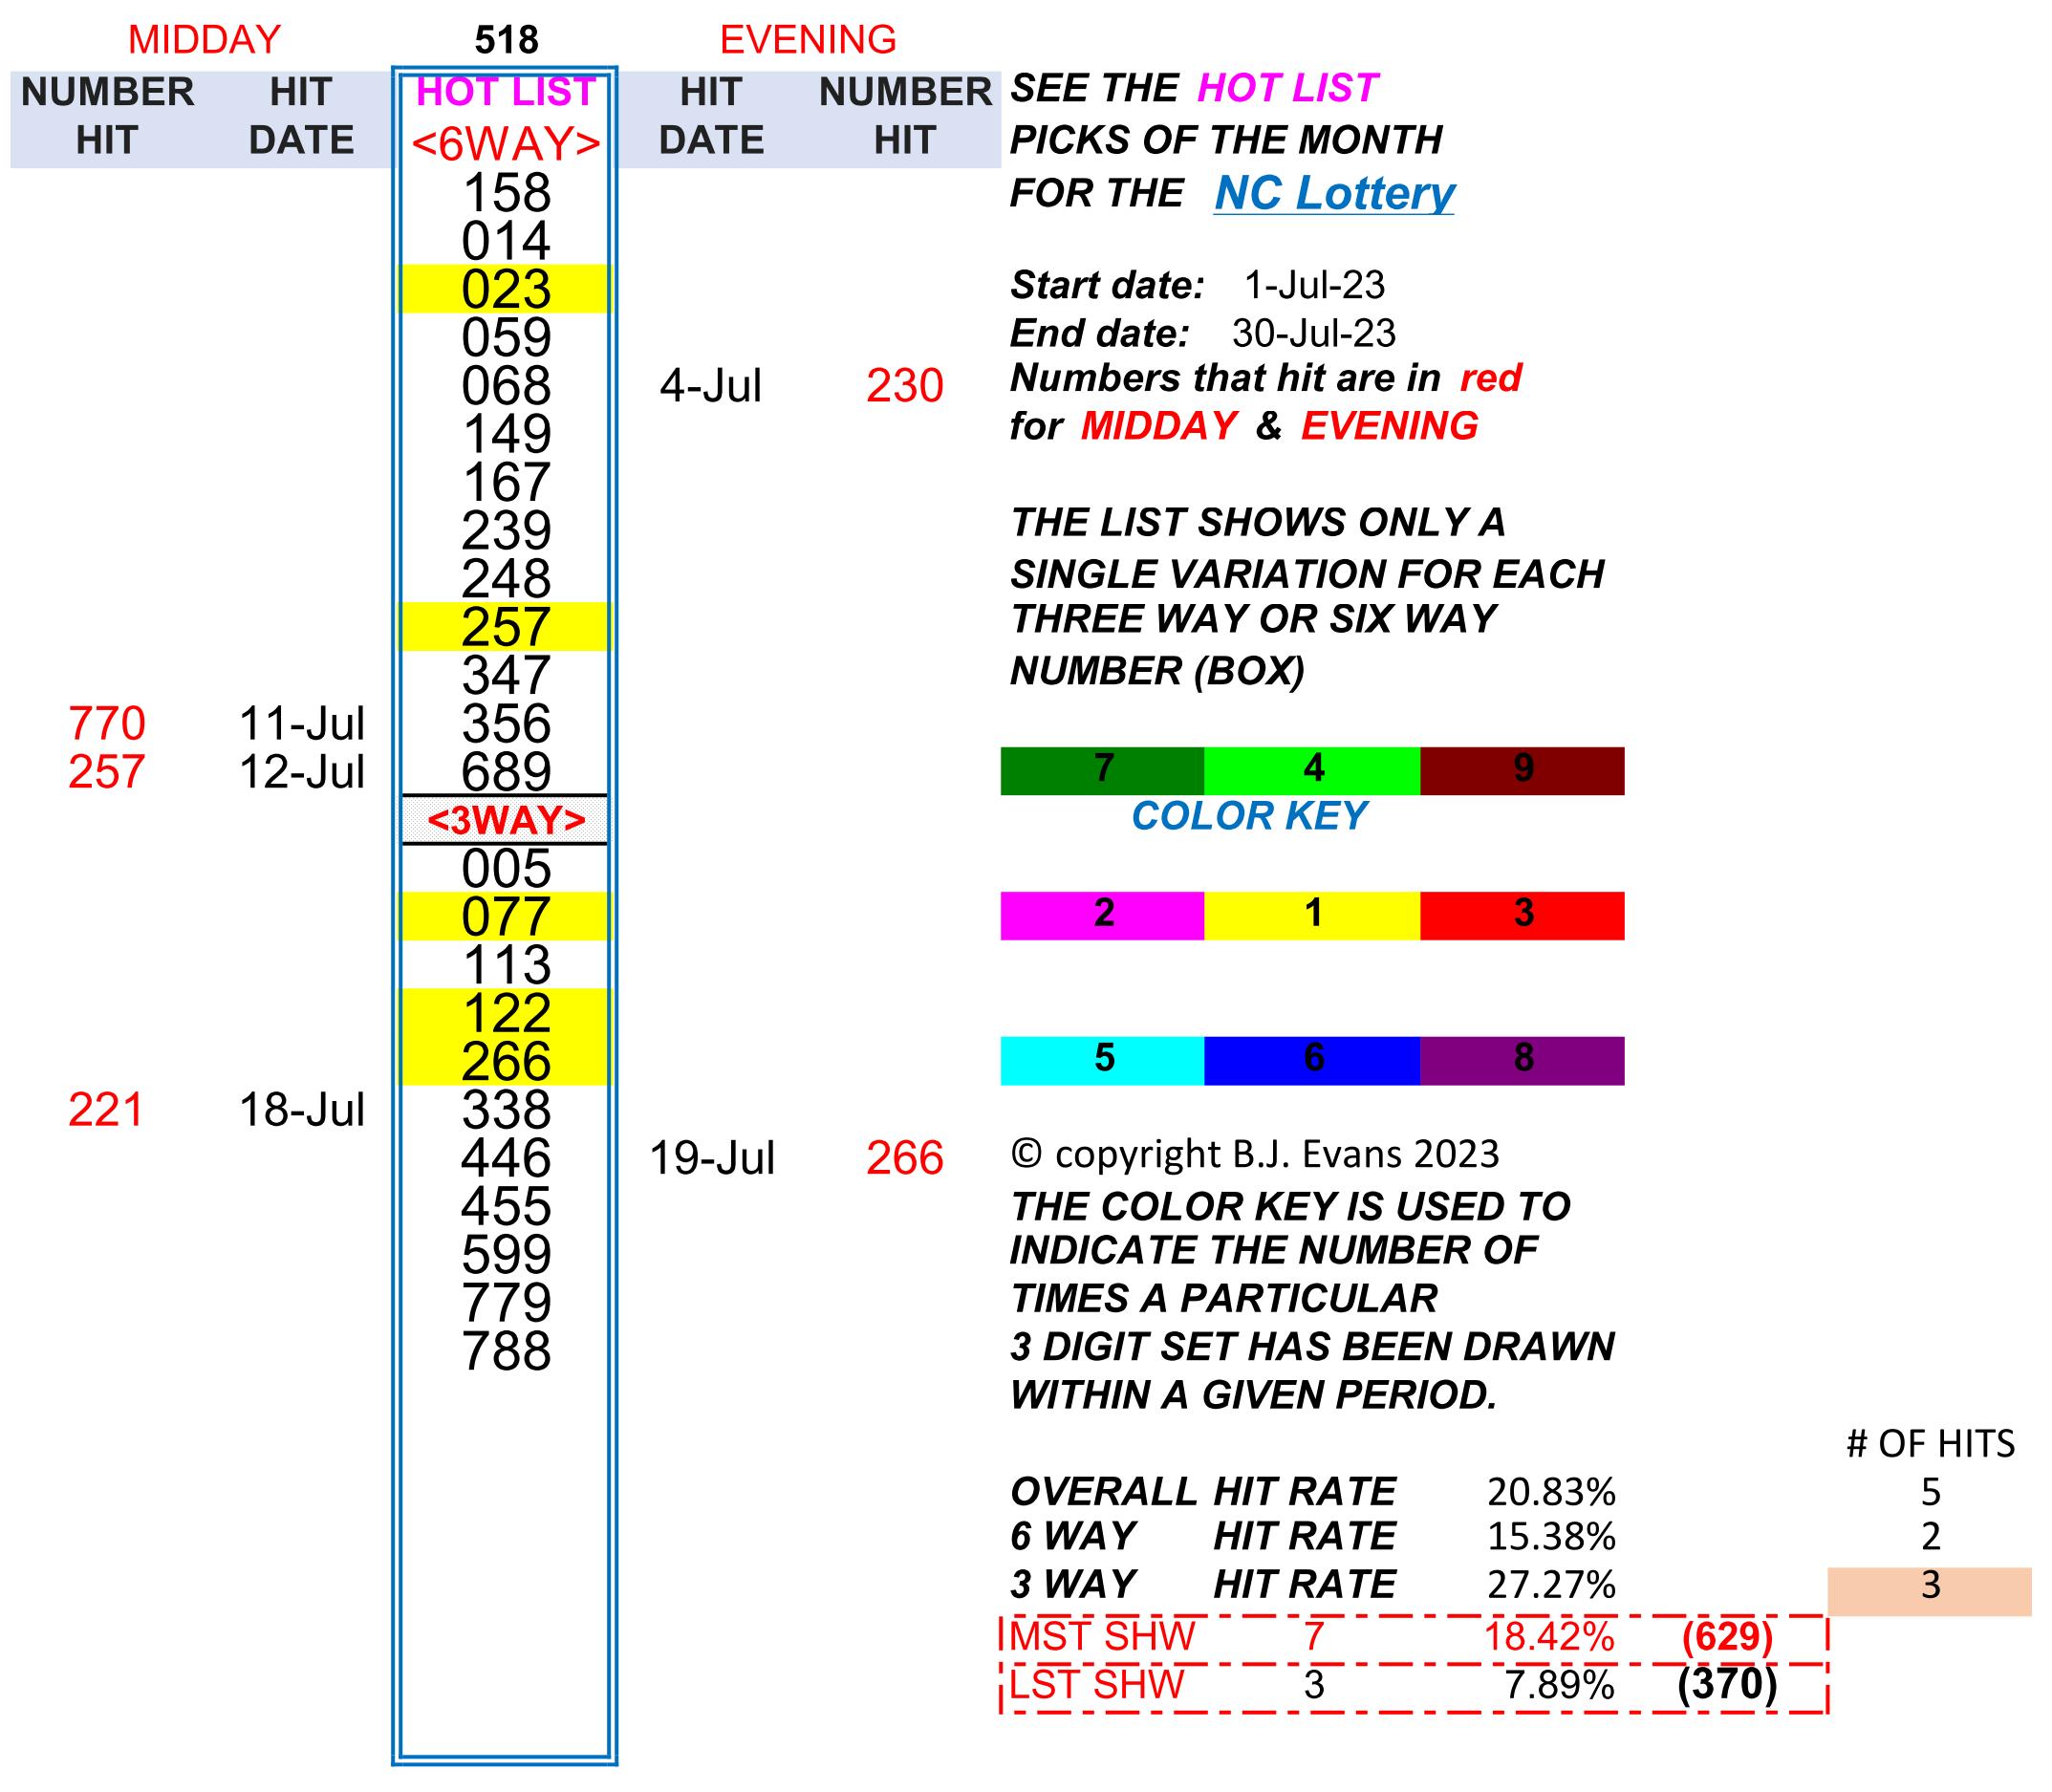 MIDDAY 518 EVENING
NUMBER HIT HOT LIST HIT NUMBER SEE THE HOT LIST
HIT DATE <6WAY> DATE HIT PICKS OF THE MONTH
158 FOR THE NC Lottery
014
023 Start date: 1-Jul-23
059 End date: 30-Jul-23
068 4-Jul 230 Numbers that hit are in red
149 for MIDDAY & EVENING
167
239 THE LIST SHOWS ONLY A
248 SINGLE VARIATION FOR EACH
257 THREE WAY OR SIX WAY
347 NUMBER (BOX)
770 11-Jul 356
257 12-Jul 689 7 4 9
<3WAY> COLOR KEY
005
077 2 1 3
113
122
266 5 6 8
221 18-Jul 338
446 19-Jul 266 © copyright B.J. Evans 2023
455 THE COLOR KEY IS USED TO
599 INDICATE THE NUMBER OF
779 TIMES A PARTICULAR
788 3 DIGIT SET HAS BEEN DRAWN
WITHIN A GIVEN PERIOD.
# OF HITS
OVERALL HIT RATE 20.83% 5
6 WAY HIT RATE 15.38% 2
3 WAY HIT RATE 27.27% 3
MST SHW 7 18.42% (629)
LST SHW 3 7.89% (370)